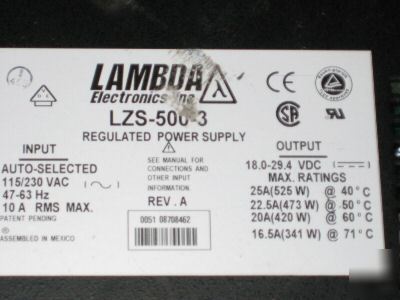 LAMBDA
Electronics Inc.
λ
CE
LZS-500-3
REGULATED POWER SUPPLY
INPUT
AUTO-SELECTED
115/230 VAC
47-63 Hz
10 A RMS MAX.
PATENT PENDING
ASSEMBLED IN MEXICO
SEE MANUAL FOR
CONNECTIONS AND
OTHER INPUT
INFORMATION.
REV. A
0051 08708462
OUTPUT
18.0-29.4 VDC
MAX. RATINGS
25A(525 W) @ 40°C
22.5A(473 W) @ 50°C
20A(420 W) @ 60°C
16.5A(341 W) @ 71°C